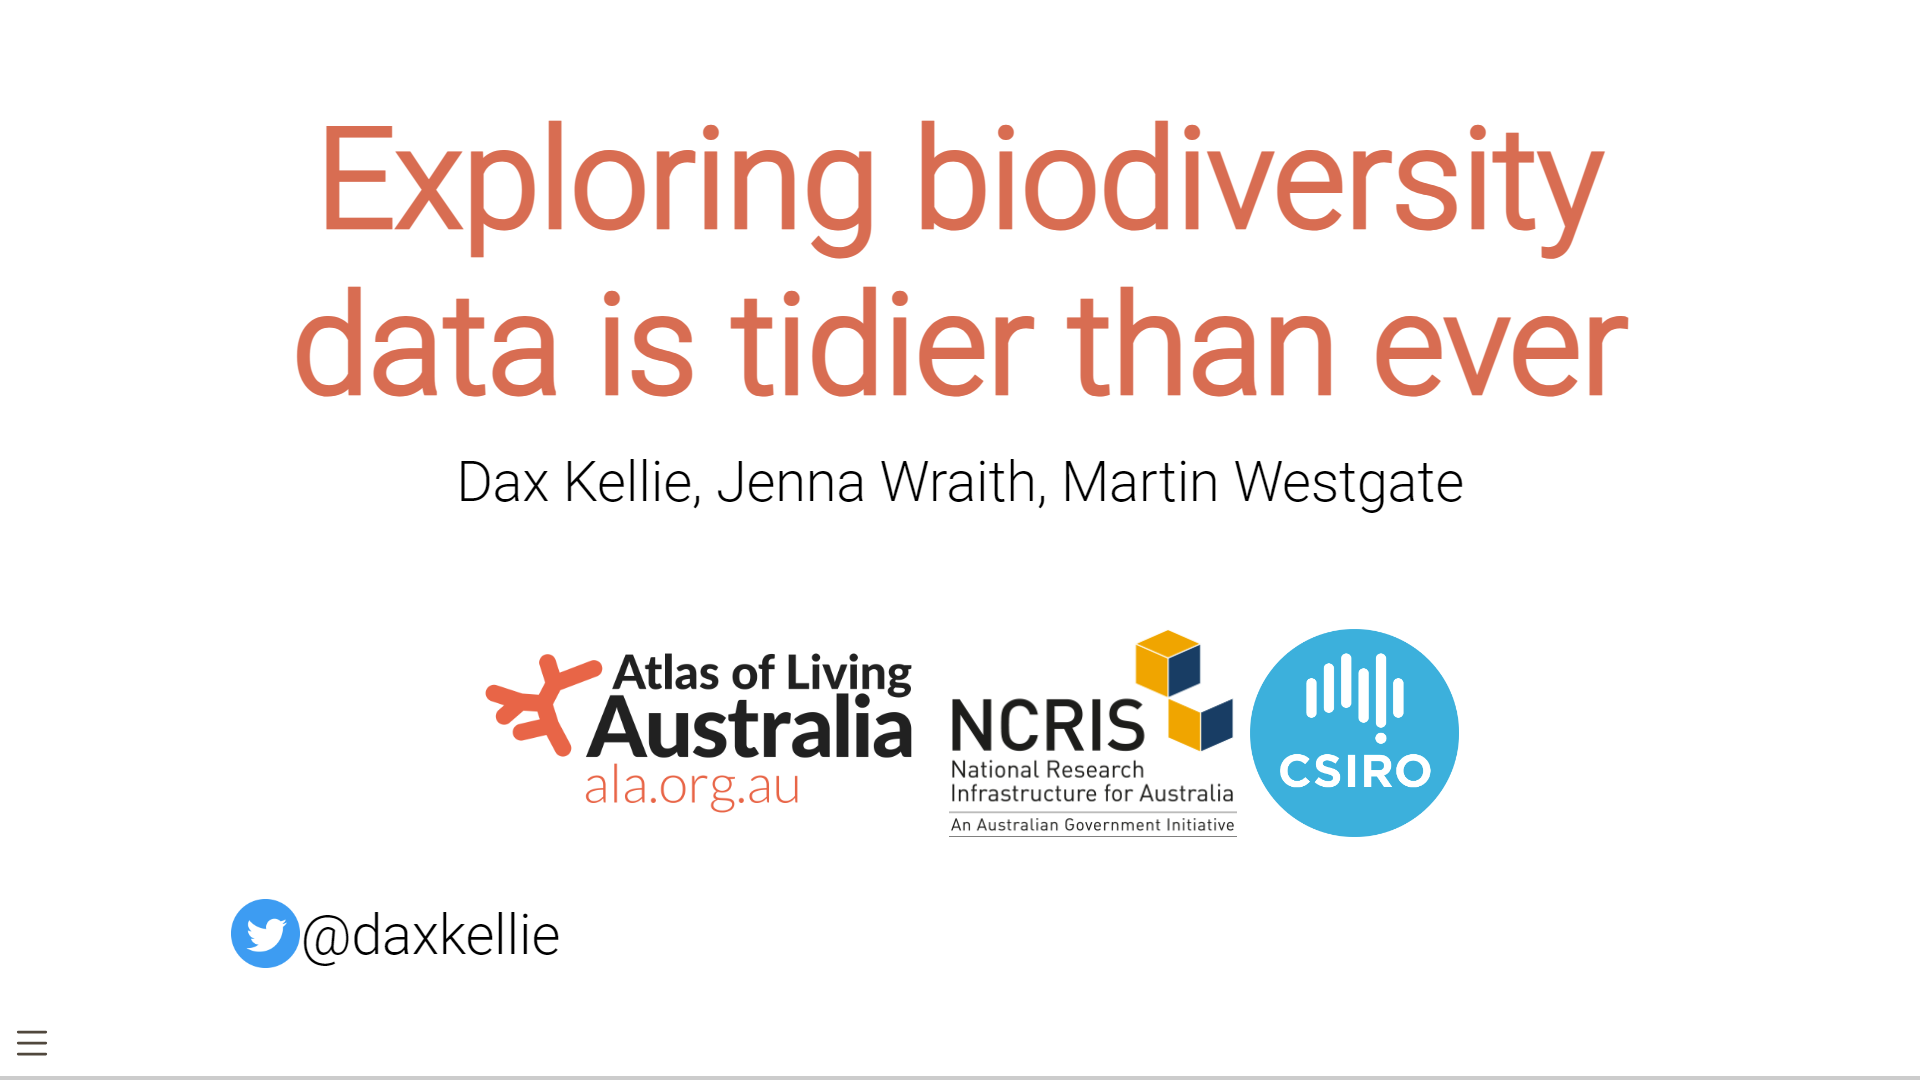 Exploring biodiversity
data is tidier than ever
Dax Kellie, Jenna Wraith, Martin Westgate
Atlas of Living
Australia
ala.org.au
NCRIS
National Research
Infrastructure for Australia
An Australian Government Initiative
CSIRO
@daxkellie